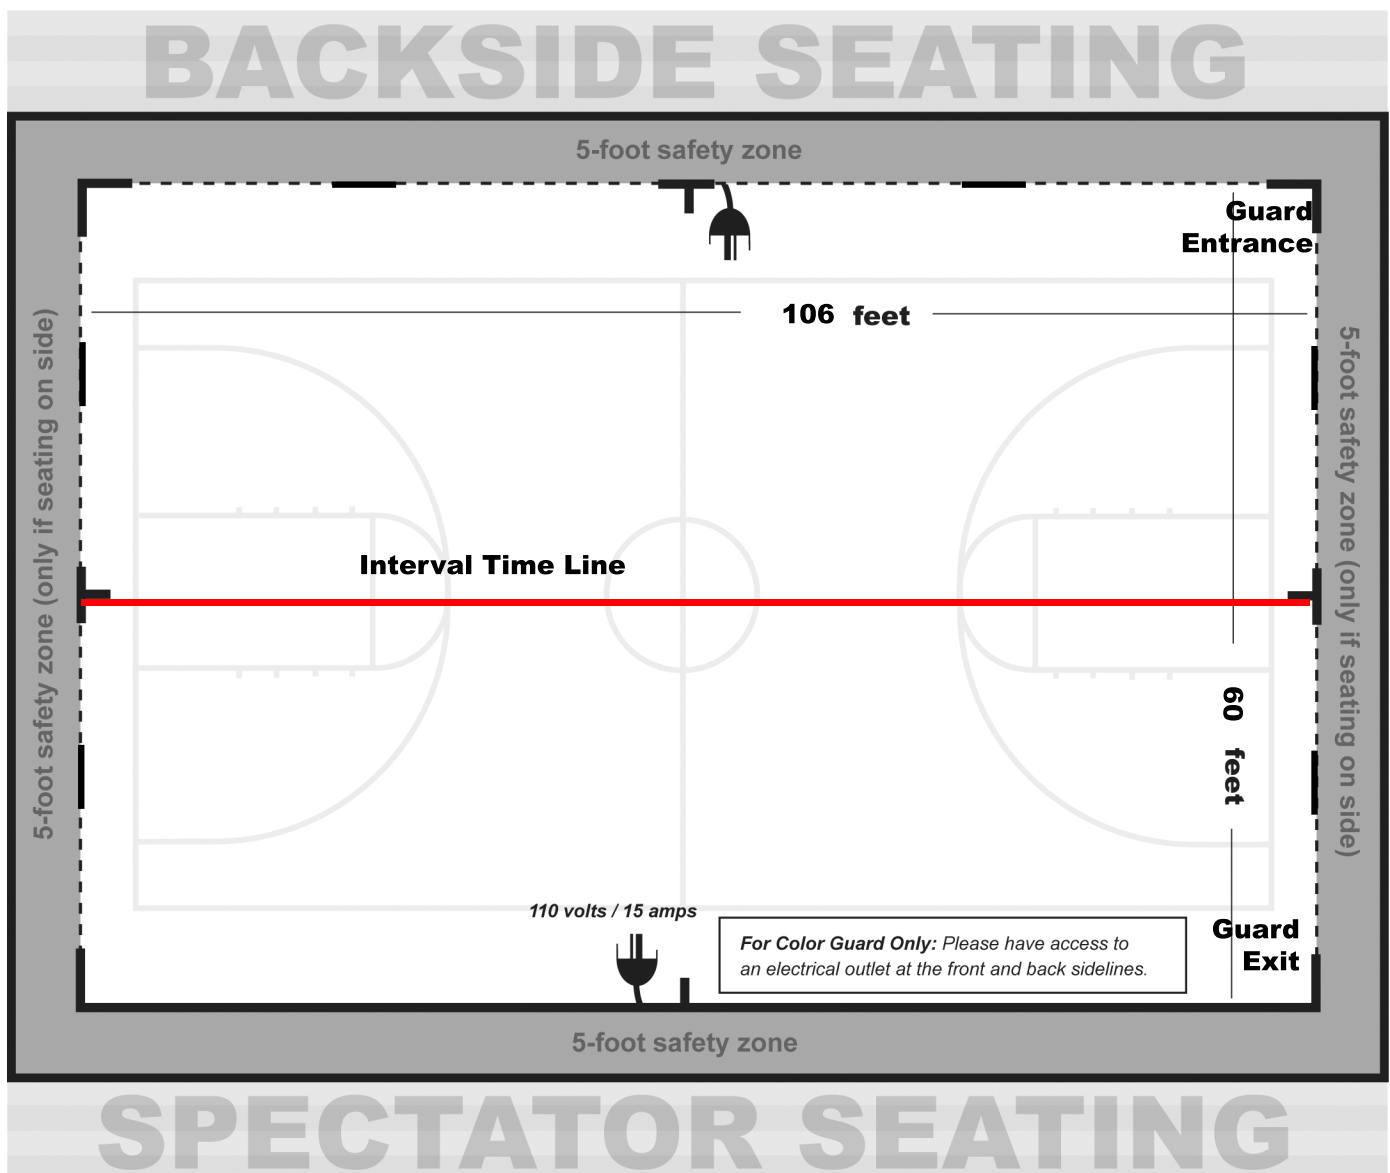 BACKSIDE SEATING
5-foot safety zone
Guard
Entrance
106 feet
5-foot safety zone (only if seating on side)
5-foot safety zone (only if seating on side)
Interval Time Line
60 feet
110 volts / 15 amps
For Color Guard Only: Please have access to
an electrical outlet at the front and back sidelines.
Guard
Exit
5-foot safety zone
SPECTATOR SEATING